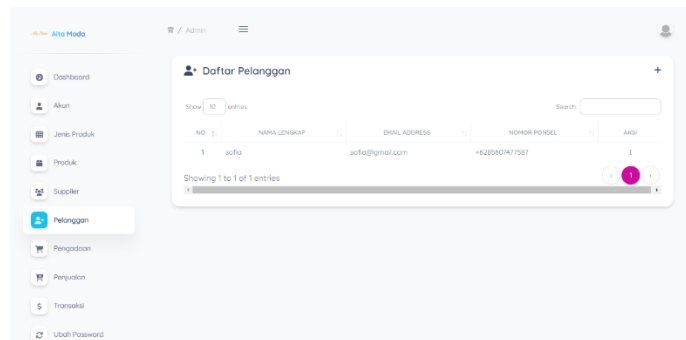 Alta Moda
/ Admin
Dashboard
Akun
Jenis Produk
Produk
Supplier
Pelanggan
Pengadaan
Penjualan
Transaksi
Ubah Password
Daftar Pelanggan
+
Show 10 entries
Search:
NO NAMA LENGKAP EMAIL ADDRESS NOMOR PONSEL AKSI
1 sofia sofia@gmail.com +6285607477587
Showing 1 to 1 of 1 entries
‹ 1 ›